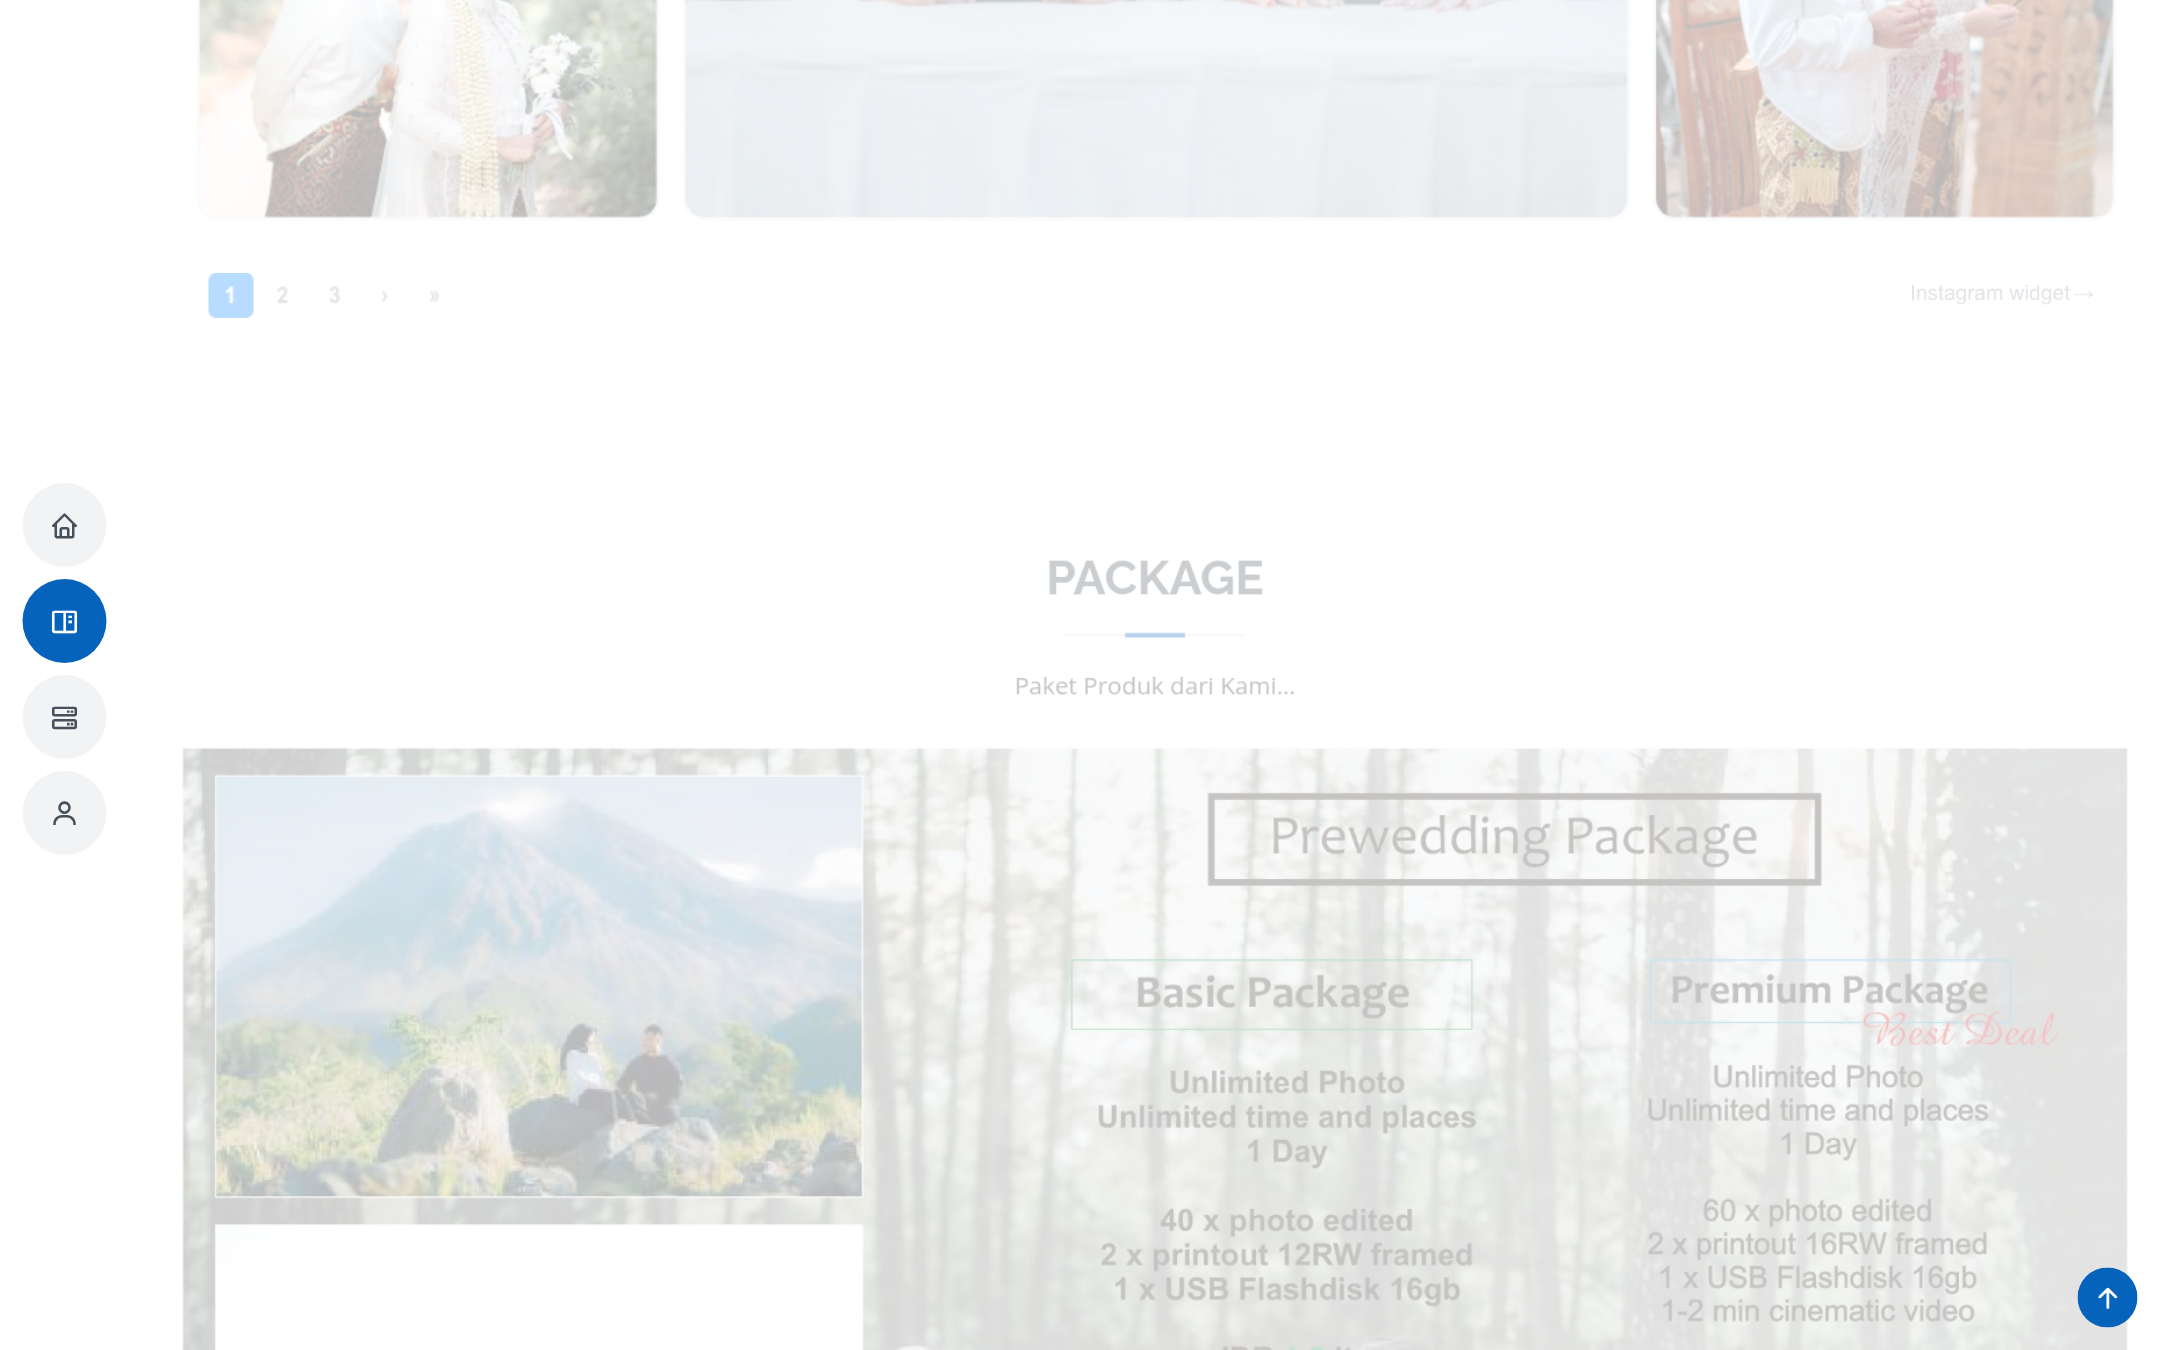 1 2 3 › »
Instagram widget→
PACKAGE
Paket Produk dari Kami...
Prewedding Package
Basic Package
Unlimited Photo
Unlimited time and places
1 Day
40 x photo edited
2 x printout 12RW framed
1 x USB Flashdisk 16gb
Premium Package
Best Deal
Unlimited Photo
Unlimited time and places
1 Day
60 x photo edited
2 x printout 16RW framed
1 x USB Flashdisk 16gb
1-2 min cinematic video